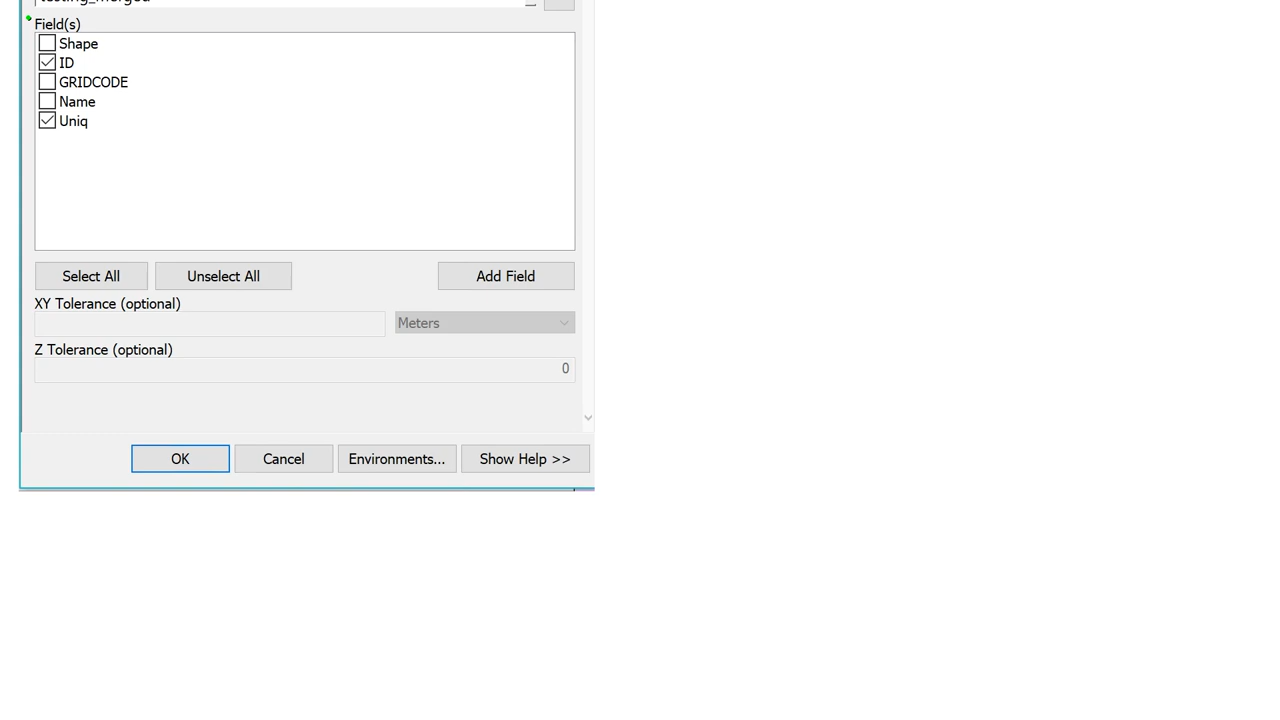 testing_merged
Field(s)
Shape
ID
GRIDCODE
Name
Uniq
Select All Unselect All Add Field
XY Tolerance (optional)
Meters
Z Tolerance (optional)
0
OK Cancel Environments... Show Help >>